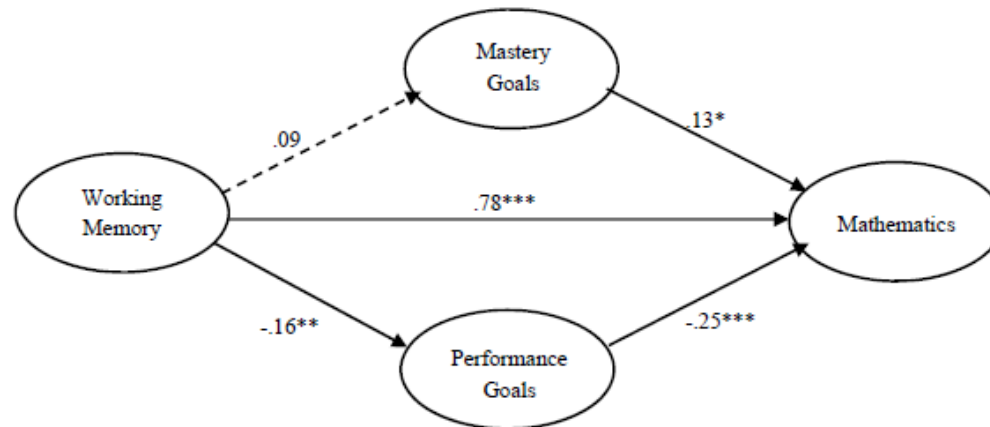 Mastery
Goals
.13*
.09
Working
Memory
.78***
Mathematics
-.16**
-.25***
Performance
Goals